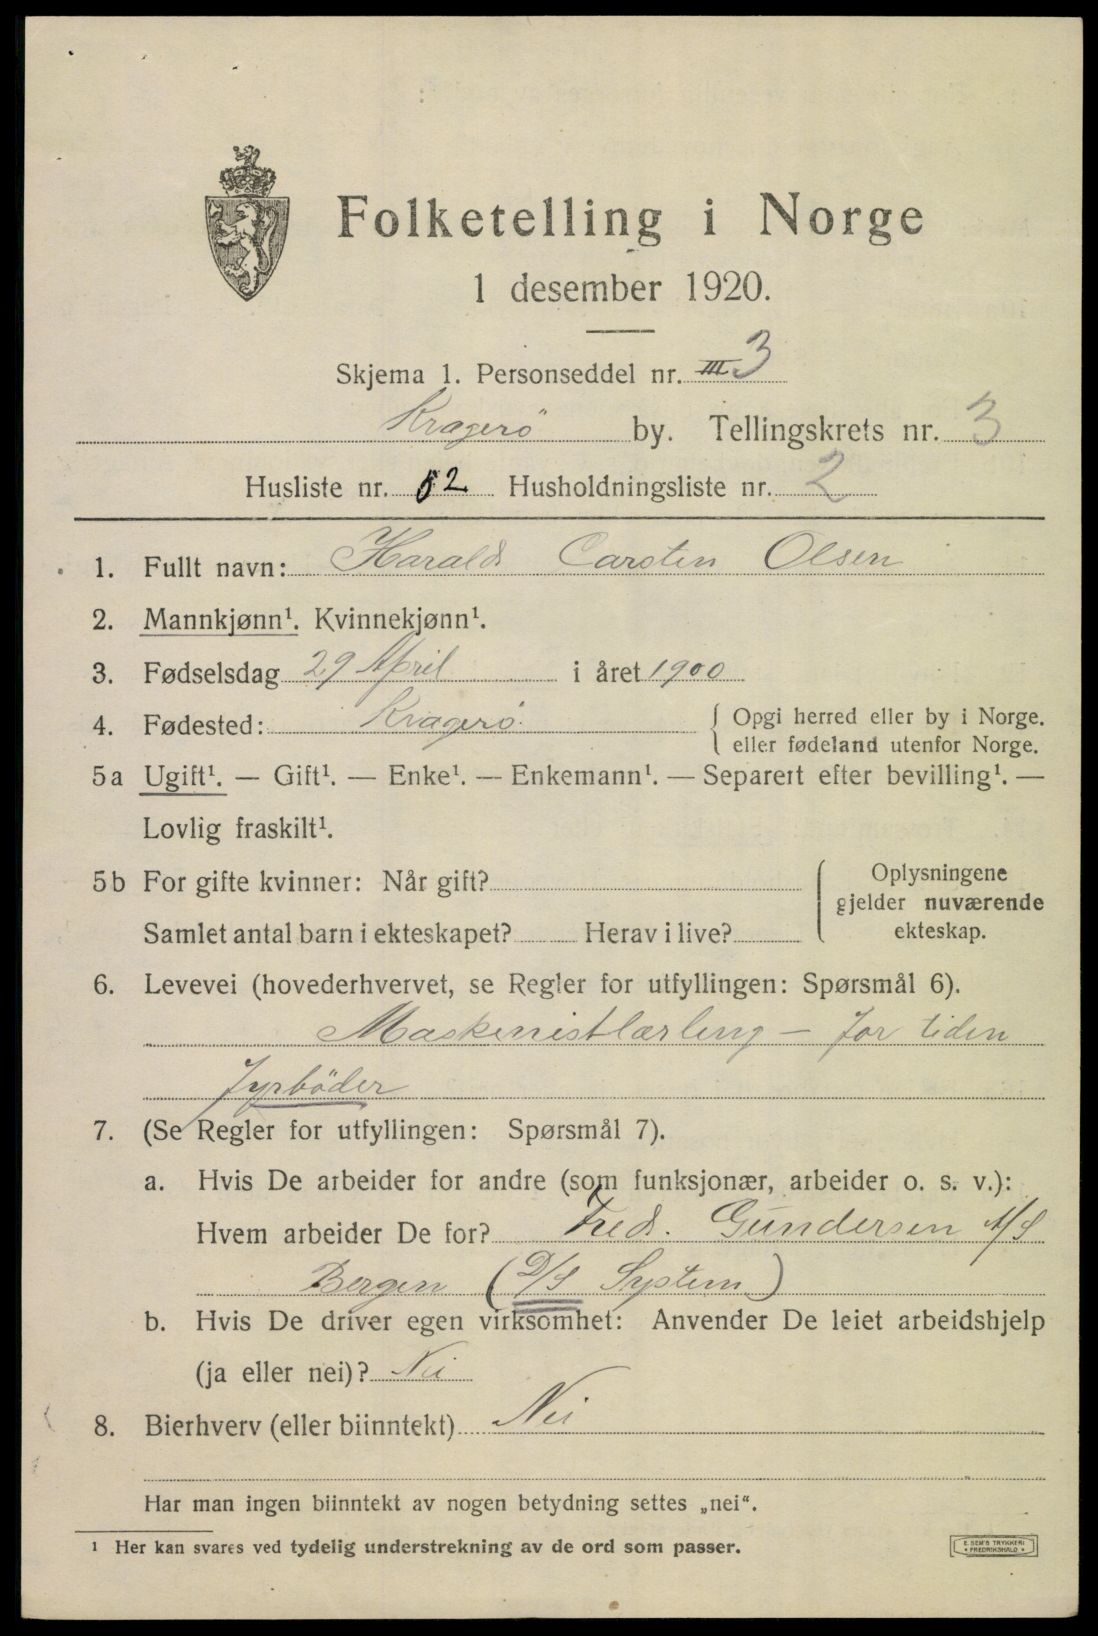 Folketelling i Norge
1 desember 1920.
Skjema 1. Personseddel nr. III 3
Kragerö by. Tellingskrets nr. 3
Husliste nr. 52 Husholdningsliste nr. 2
1. Fullt navn: Harald Carsten Olsen
2. Mannkjønn¹. Kvinnekjønn¹.
3. Fødselsdag 29 April i året 1900
4. Fødested: Kragerö. { Opgi herred eller by i Norge.
eller fødeland utenfor Norge.
5a Ugift¹. — Gift¹. — Enke¹. — Enkemann¹. — Separert efter bevilling¹. —
Lovlig fraskilt¹.
5b For gifte kvinner: Når gift? { Oplysningene
gjelder nuværende
Samlet antal barn i ekteskapet? Herav i live? ekteskap.
6. Levevei (hovederhvervet, se Regler for utfyllingen: Spørsmål 6).
Maskinistlærling – for tiden
Fyrböder
7. (Se Regler for utfyllingen: Spørsmål 7).
a. Hvis De arbeider for andre (som funksjonær, arbeider o. s. v.):
Hvem arbeider De for? Fred. Gundersen A/S
Bergen (D/S System)
b. Hvis De driver egen virksomhet: Anvender De leiet arbeidshjelp
(ja eller nei)? Nei
8. Bierhverv (eller biinntekt) Nei
Har man ingen biinntekt av nogen betydning settes „nei“.
¹ Her kan svares ved tydelig understrekning av de ord som passer.
E. SEM'S TRYKKERI
• FREDRIKSHALD •